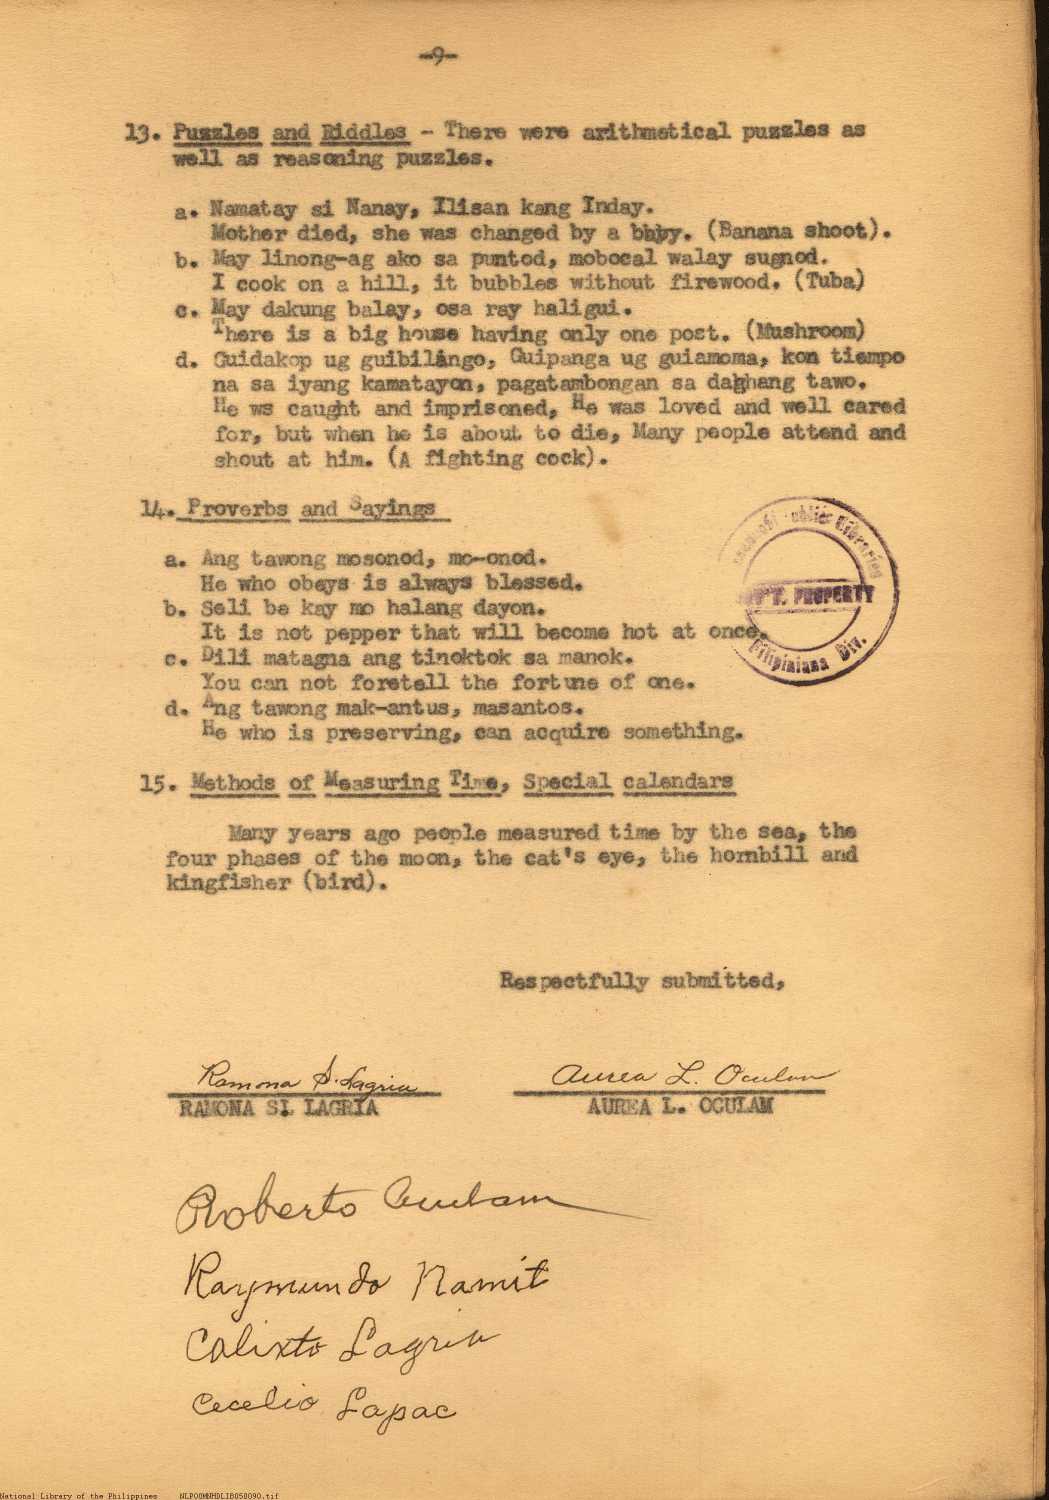 -9-
13. Puzzles and Riddles - There were arithmetical puzzles as
well as reasoning puzzles.
a. Namatay si Nanay, Ilisan kang Inday.
Mother died, she was changed by a baby. (Banana shoot).
b. May linong-ag ako sa puntod, mobocal walay sugnod.
I cook on a hill, it bubbles without firewood. (Tuba)
c. May dakung balay, osa ray haligui.
There is a big house having only one post. (Mushroom)
d. Guidakop ug guibilango, Guipanga ug guiamoma, kon tiempo
na sa iyang kamatayon, pagatambongan sa daghang tawo.
He ws caught and imprisoned, He was loved and well cared
for, but when he is about to die, Many people attend and
shout at him. (A fighting cock).
14. Proverbs and Sayings
a. Ang tawong mosonod, mo-onod.
He who obeys is always blessed.
b. Seli be kay mo halang dayon.
It is not pepper that will become hot at once.
c. Dili matagna ang tinoktok sa manok.
You can not foretell the fortune of one.
d. Ang tawong mak-antus, masantos.
He who is preserving, can acquire something.
Public Libraries
GOV'T. PROPERTY
Filipiniana Div.
15. Methods of Measuring Time, Special calendars
Many years ago people measured time by the sea, the
four phases of the moon, the cat's eye, the hornbill and
kingfisher (bird).
Respectfully submitted,
Ramona S. Lagria Aurea L. Oculam
RAMONA S. LAGRIA AUREA L. OCULAM
Roberto Oculam
Raymundo Namit
Calixto Lagria
Cecelio Lapac
National Library of the Philippines NLPOOMNHDLIB050090.tif